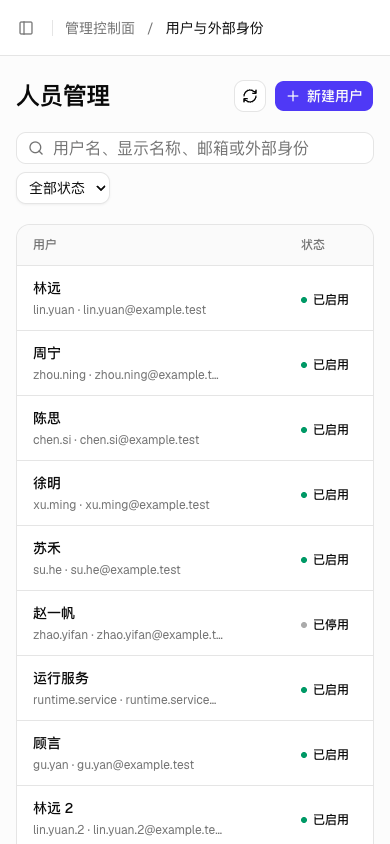 管理控制面 / 用户与外部身份
人员管理
新建用户
用户名、显示名称、邮箱或外部身份
全部状态
用户 状态
林远
lin.yuan · lin.yuan@example.test
已启用
周宁
zhou.ning · zhou.ning@example.t...
已启用
陈思
chen.si · chen.si@example.test
已启用
徐明
xu.ming · xu.ming@example.test
已启用
苏禾
su.he · su.he@example.test
已启用
赵一帆
zhao.yifan · zhao.yifan@example.t...
已停用
运行服务
runtime.service · runtime.service...
已启用
顾言
gu.yan · gu.yan@example.test
已启用
林远 2
lin.yuan.2 · lin.yuan.2@example.te...
已启用